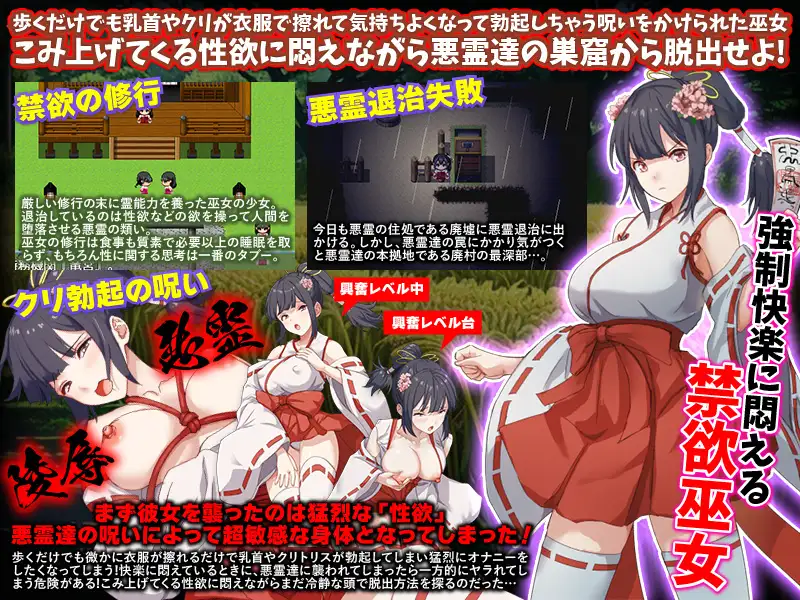 歩くだけでも乳首やクリが衣服で擦れて気持ちよくなって勃起しちゃう呪いをかけられた巫女
こみ上げてくる性欲に悶えながら悪霊達の巣窟から脱出せよ!
禁欲の修行
厳しい修行の末に霊能力を養った巫女の少女。
退治しているのは性欲などの欲を操って人間を
堕落させる悪霊の類い。
巫女の修行は食事も質素で必要以上の睡眠を取
らず、もちろん性に関する思考は一番のタブー。
悪霊退治失敗
今日も悪霊の住処である廃墟に悪霊退治に出
かける。しかし、悪霊達の罠にかかり気がつく
と悪霊達の本拠地である廃村の最深部…。
クリ勃起の呪い
悪霊
陵辱
興奮レベル中
興奮レベル台
強制快楽に悶える
禁欲巫女
まず彼女を襲ったのは猛烈な「性欲」
悪霊達の呪いによって超敏感な身体となってしまった!
歩くだけでも微かに衣服が擦れるだけで乳首やクリトリスが勃起してしまい猛烈にオナニーを
したくなってしまう!快楽に悶えているときに、悪霊達に襲われてしまったら一方的にヤラれてし
まう危険がある!こみ上げてくる性欲に悶えながらまだ冷静な頭で脱出方法を探るのだった…